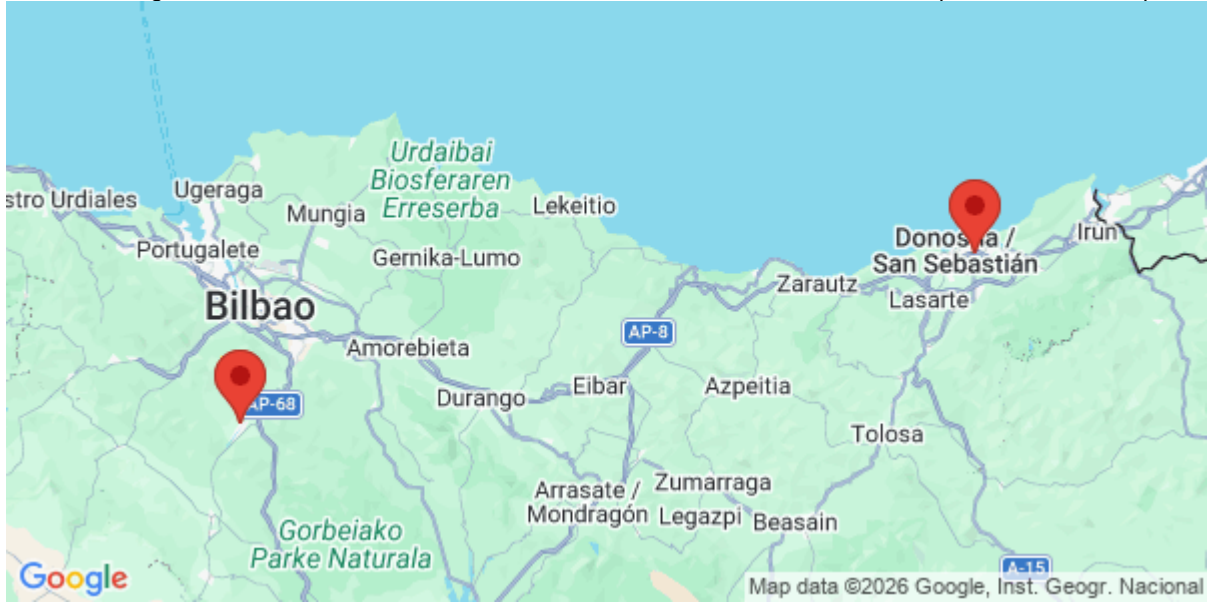 Urdaibai
Biosferaren
Erreserba
stro Urdiales
Ugeraga
Mungia
Lekeitio
Portugalete
Gernika-Lumo
Irun
Donostia /
San Sebastián
Zarautz
Lasarte
Bilbao
AP-8
Amorebieta
Durango
Eibar
Azpeitia
AP-68
Tolosa
Arrasate /
Mondragón
Zumarraga
Legazpi
Beasain
Gorbeiako
Parke Naturala
A-15
Google
Map data ©2026 Google, Inst. Geogr. Nacional